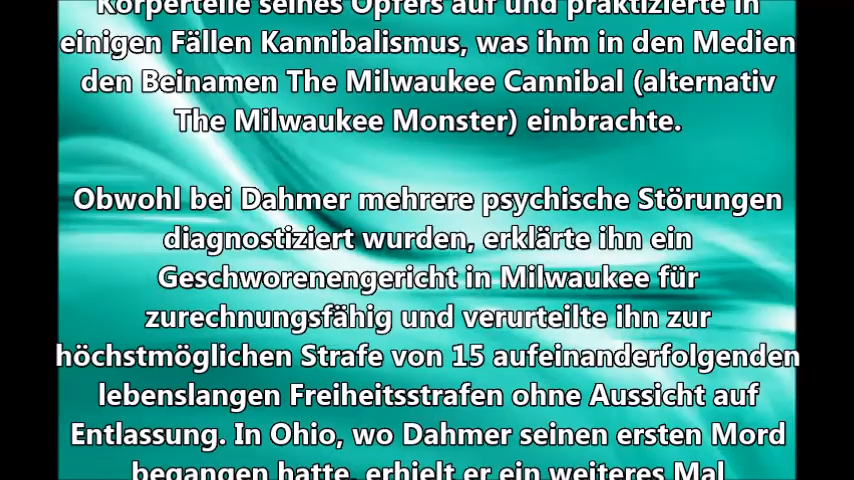 Körperteile seines Opfers auf und praktizierte in
einigen Fällen Kannibalismus, was ihm in den Medien
den Beinamen The Milwaukee Cannibal (alternativ
The Milwaukee Monster) einbrachte.
Obwohl bei Dahmer mehrere psychische Störungen
diagnostiziert wurden, erklärte ihn ein
Geschworenengericht in Milwaukee für
zurechnungsfähig und verurteilte ihn zur
höchstmöglichen Strafe von 15 aufeinanderfolgenden
lebenslangen Freiheitsstrafen ohne Aussicht auf
Entlassung. In Ohio, wo Dahmer seinen ersten Mord
begangen hatte, erhielt er ein weiteres Mal